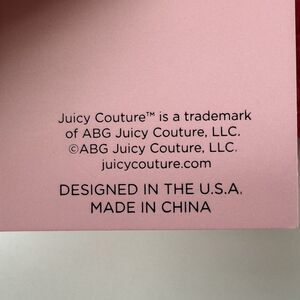 Juicy Couture™ is a trademark
of ABG Juicy Couture, LLC.
©ABG Juicy Couture, LLC.
juicycouture.com
DESIGNED IN THE U.S.A.
MADE IN CHINA